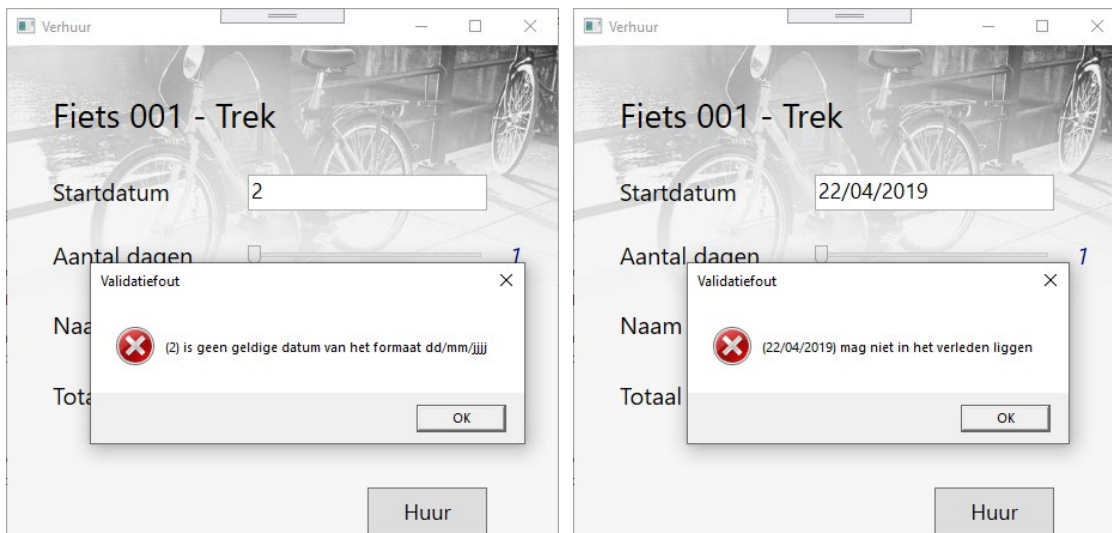 Verhuur
Fiets 001 - Trek
Startdatum 2
Aantal dagen 1
Validatiefout
(2) is geen geldige datum van het formaat dd/mm/jjjj
OK
Huur
Verhuur
Fiets 001 - Trek
Startdatum 22/04/2019
Aantal dagen 1
Naam
Validatiefout
(22/04/2019) mag niet in het verleden liggen
Totaal
OK
Huur